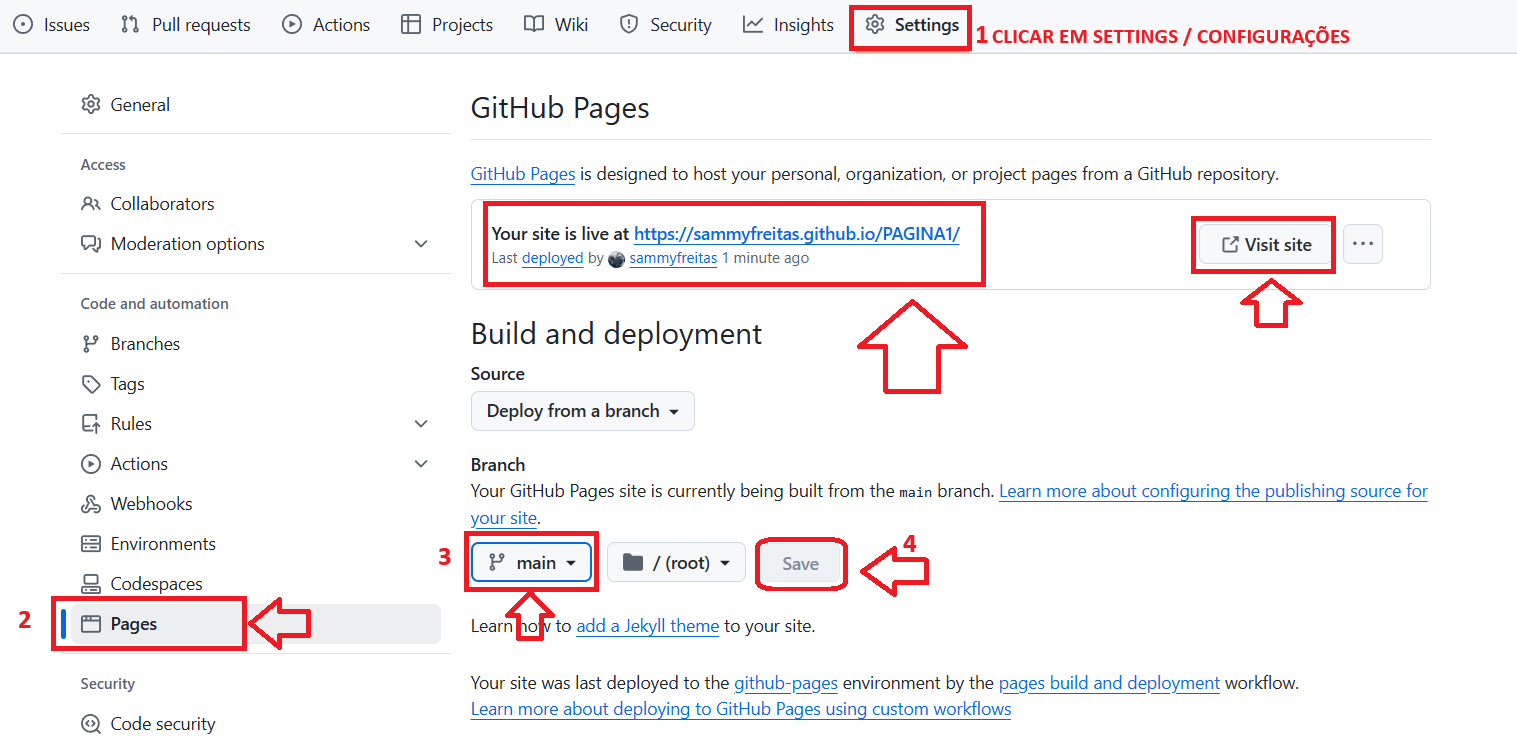 Issues Pull requests Actions Projects Wiki Security Insights Settings 1 CLICAR EM SETTINGS / CONFIGURAÇÕES
General
Access
Collaborators
Moderation options
Code and automation
Branches
Tags
Rules
Actions
Webhooks
Environments
Codespaces
2 Pages
Security
Code security
GitHub Pages
GitHub Pages is designed to host your personal, organization, or project pages from a GitHub repository.
Your site is live at https://sammyfreitas.github.io/PAGINA1/
Last deployed by sammyfreitas 1 minute ago
Visit site
Build and deployment
Source
Deploy from a branch
Branch
Your GitHub Pages site is currently being built from the main branch. Learn more about configuring the publishing source for
your site.
3 main / (root) Save 4
Learn how to add a Jekyll theme to your site.
Your site was last deployed to the github-pages environment by the pages build and deployment workflow.
Learn more about deploying to GitHub Pages using custom workflows